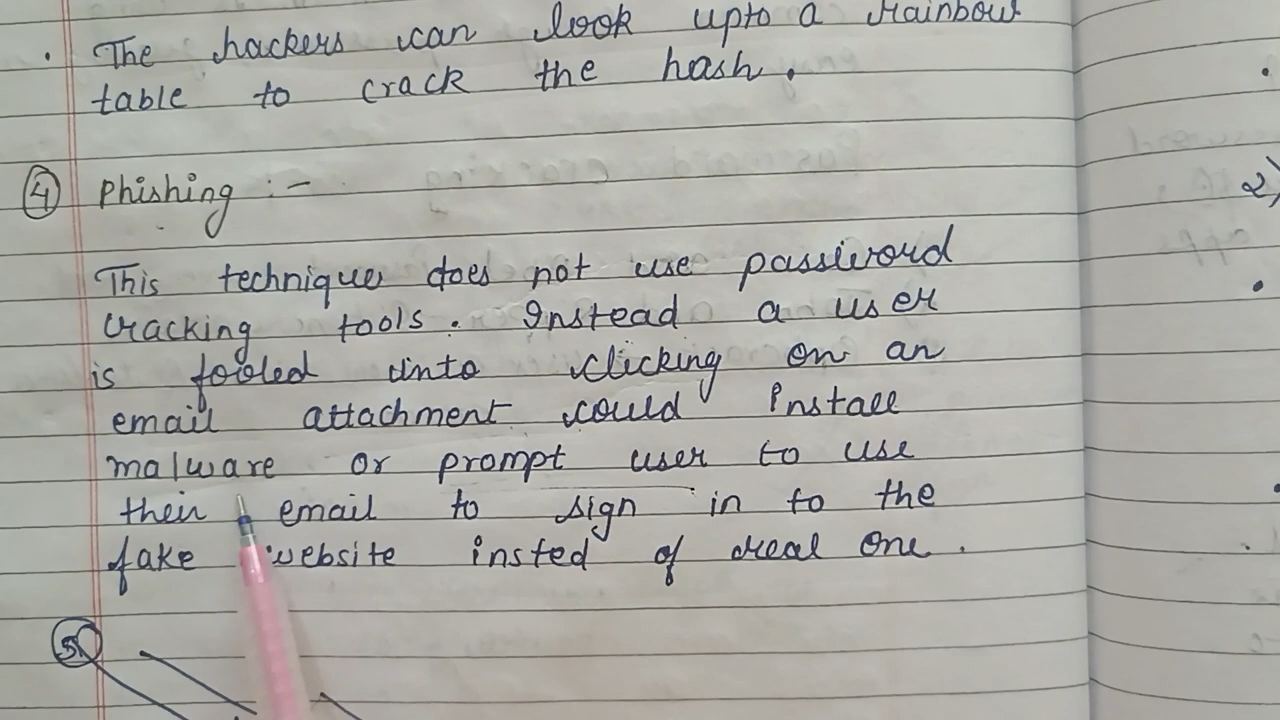 . The hackers can look upto a rainbow
table to crack the hash.
④ Phishing :-
This technique does not use password
cracking tools. Instead a user
is fooled into clicking on an
email attachment could Install
malware or prompt user to use
their email to sign in to the
fake website insted of real one.
⑤
2)